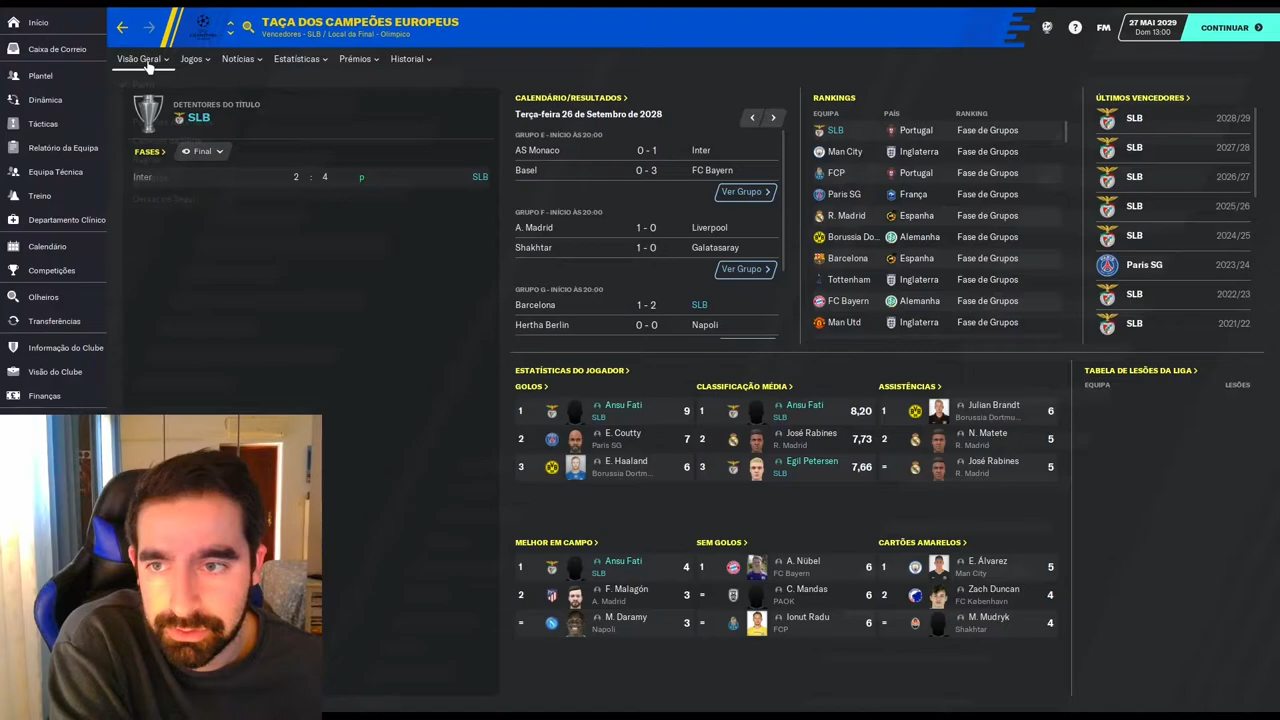 Início
Caixa de Correio
Plantel
Dinâmica
Tácticas
Relatório da Equipa
Equipa Técnica
Treino
Departamento Clínico
Calendário
Competições
Olheiros
Transferências
Informação do Clube
Visão do Clube
Finanças
TAÇA DOS CAMPEÕES EUROPEUS
Vencedores - SLB / Local da Final - Olímpico
FM
27 MAI 2029
Dom 13:00
CONTINUAR
Visão Geral
Jogos
Notícias
Estatísticas
Prémios
Historial
DETENTORES DO TÍTULO
SLB
FASES
Final
Inter 2 : 4 p SLB
CALENDÁRIO/RESULTADOS
Terça-feira 26 de Setembro de 2028
GRUPO E - INÍCIO ÀS 20:00
AS Monaco 0 - 1 Inter
Basel 0 - 3 FC Bayern
Ver Grupo
GRUPO F - INÍCIO ÀS 20:00
A. Madrid 1 - 0 Liverpool
Shakhtar 1 - 0 Galatasaray
Ver Grupo
GRUPO G - INÍCIO ÀS 20:00
Barcelona 1 - 2 SLB
Hertha Berlin 0 - 0 Napoli
RANKINGS
EQUIPA PAÍS RANKING
SLB Portugal Fase de Grupos
Man City Inglaterra Fase de Grupos
FCP Portugal Fase de Grupos
Paris SG França Fase de Grupos
R. Madrid Espanha Fase de Grupos
Borussia Do... Alemanha Fase de Grupos
Barcelona Espanha Fase de Grupos
Tottenham Inglaterra Fase de Grupos
FC Bayern Alemanha Fase de Grupos
Man Utd Inglaterra Fase de Grupos
ÚLTIMOS VENCEDORES
SLB 2028/29
SLB 2027/28
SLB 2026/27
SLB 2025/26
SLB 2024/25
Paris SG 2023/24
SLB 2022/23
SLB 2021/22
ESTATÍSTICAS DO JOGADOR
GOLOS
1 Ansu Fati 9
SLB
2 E. Coutty 7
Paris SG
3 E. Haaland 6
Borussia Dortm...
CLASSIFICAÇÃO MÉDIA
1 Ansu Fati 8,20
SLB
2 José Rabines 7,73
R. Madrid
3 Egil Petersen 7,66
SLB
ASSISTÊNCIAS
1 Julian Brandt 6
Borussia Dortmu...
2 N. Matete 5
R. Madrid
= José Rabines 5
R. Madrid
TABELA DE LESÕES DA LIGA
EQUIPA LESÕES
MELHOR EM CAMPO
1 Ansu Fati 4
SLB
2 F. Malagón 3
A. Madrid
= M. Daramy 3
Napoli
SEM GOLOS
1 A. Nübel 6
FC Bayern
= C. Mandas 6
PAOK
= Ionut Radu 6
FCP
CARTÕES AMARELOS
1 E. Álvarez 5
Man City
2 Zach Duncan 4
FC København
= M. Mudryk 4
Shakhtar